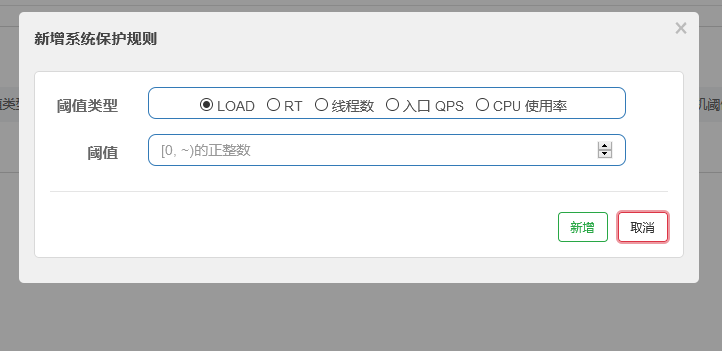 新增系统保护规则
×
阈值类型 LOAD RT 线程数 入口 QPS CPU 使用率
阈值 [0, ~)的正整数
新增 取消